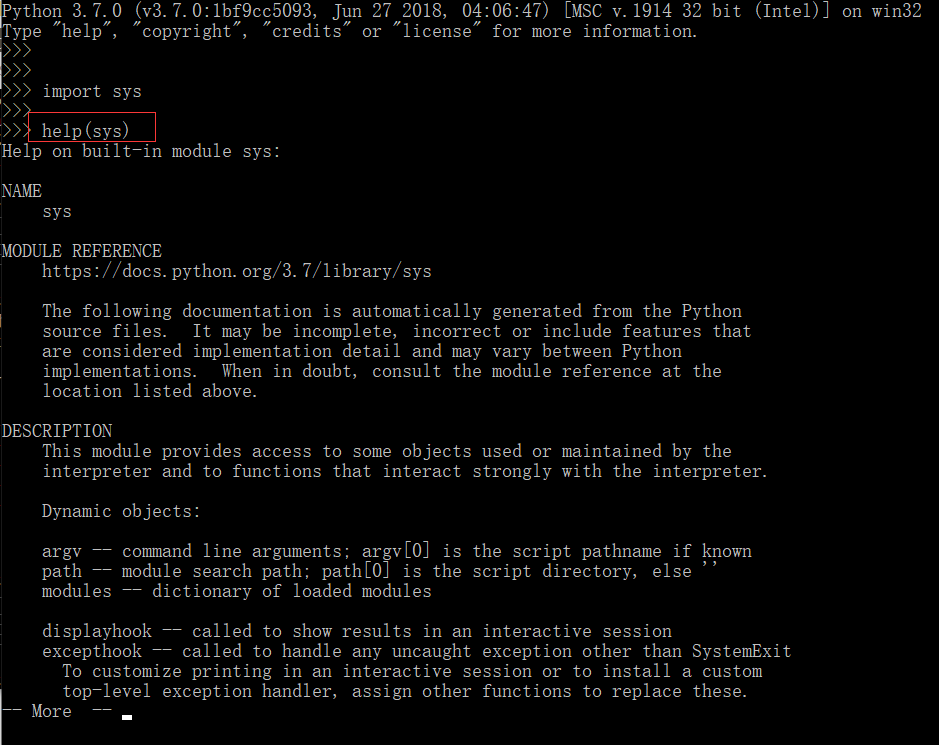 Python 3.7.0 (v3.7.0:1bf9cc5093, Jun 27 2018, 04:06:47) [MSC v.1914 32 bit (Intel)] on win32
Type "help", "copyright", "credits" or "license" for more information.
>>>
>>>
>>> import sys
>>>
>>> help(sys)
Help on built-in module sys:
NAME
sys
MODULE REFERENCE
https://docs.python.org/3.7/library/sys
The following documentation is automatically generated from the Python
source files.  It may be incomplete, incorrect or include features that
are considered implementation detail and may vary between Python
implementations.  When in doubt, consult the module reference at the
location listed above.
DESCRIPTION
This module provides access to some objects used or maintained by the
interpreter and to functions that interact strongly with the interpreter.
Dynamic objects:
argv -- command line arguments; argv[0] is the script pathname if known
path -- module search path; path[0] is the script directory, else ''
modules -- dictionary of loaded modules
displayhook -- called to show results in an interactive session
excepthook -- called to handle any uncaught exception other than SystemExit
To customize printing in an interactive session or to install a custom
top-level exception handler, assign other functions to replace these.
-- More  --